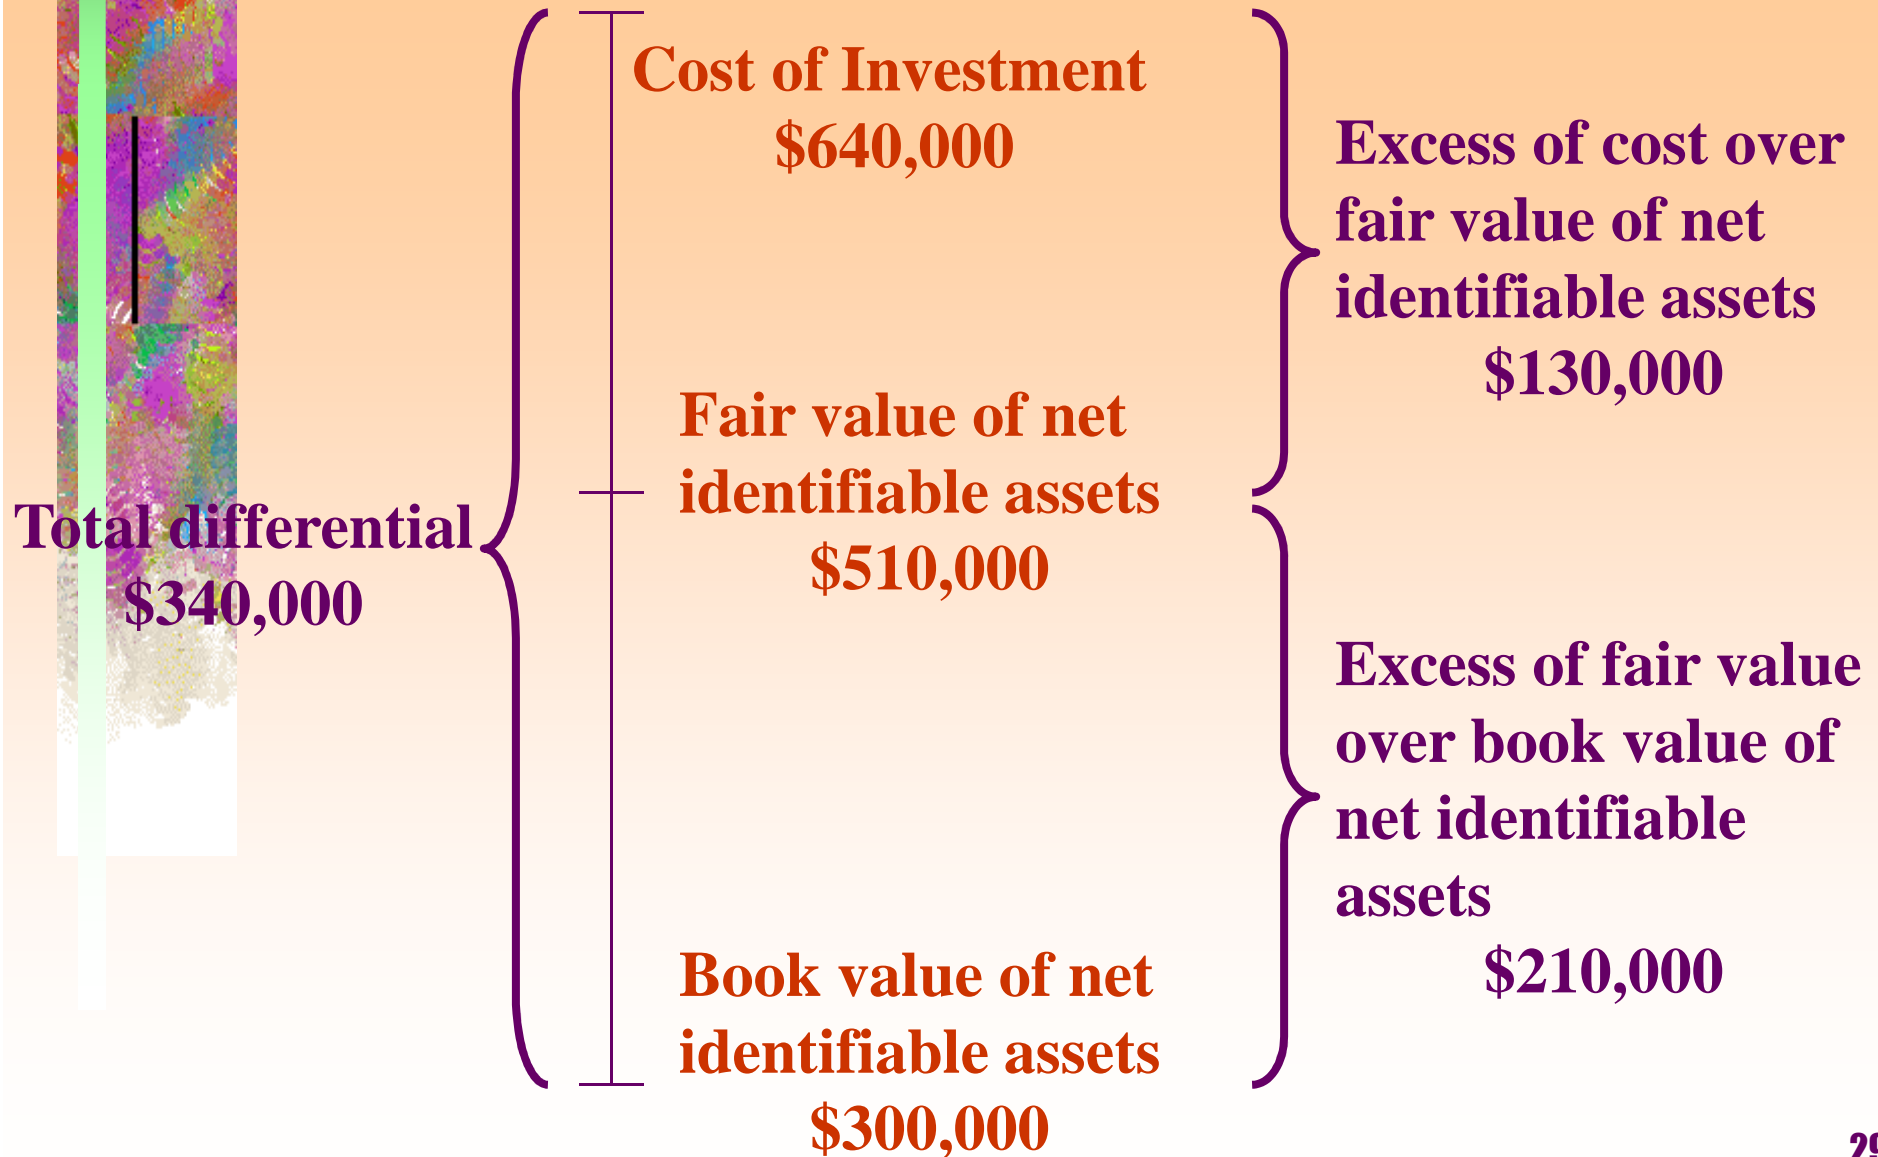 Total differential
$340,000
Cost of Investment
$640,000
Fair value of net
identifiable assets
$510,000
Book value of net
identifiable assets
$300,000
Excess of cost over
fair value of net
identifiable assets
$130,000
Excess of fair value
over book value of
net identifiable
assets
$210,000
29